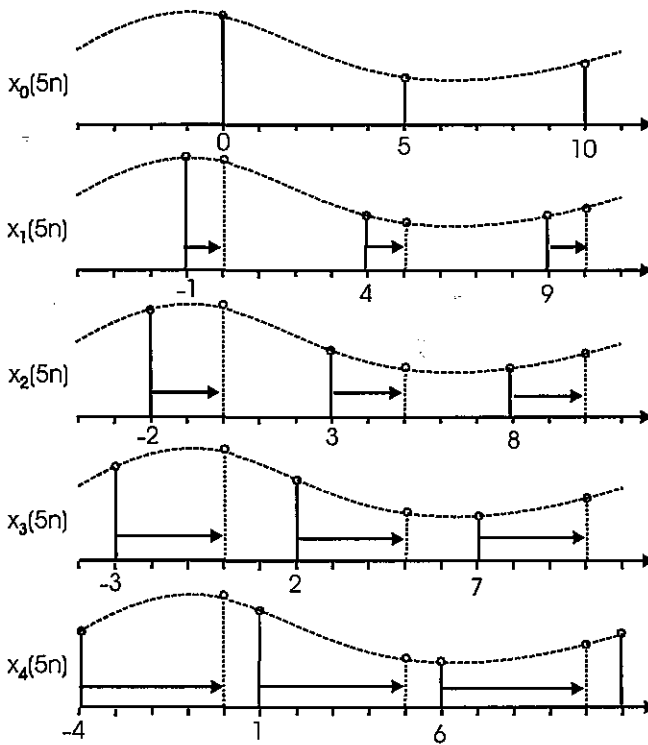 x₀(5n)
0 5 10
x₁(5n)
-1 4 9
x₂(5n)
-2 3 8
x₃(5n)
-3 2 7
x₄(5n)
-4 1 6